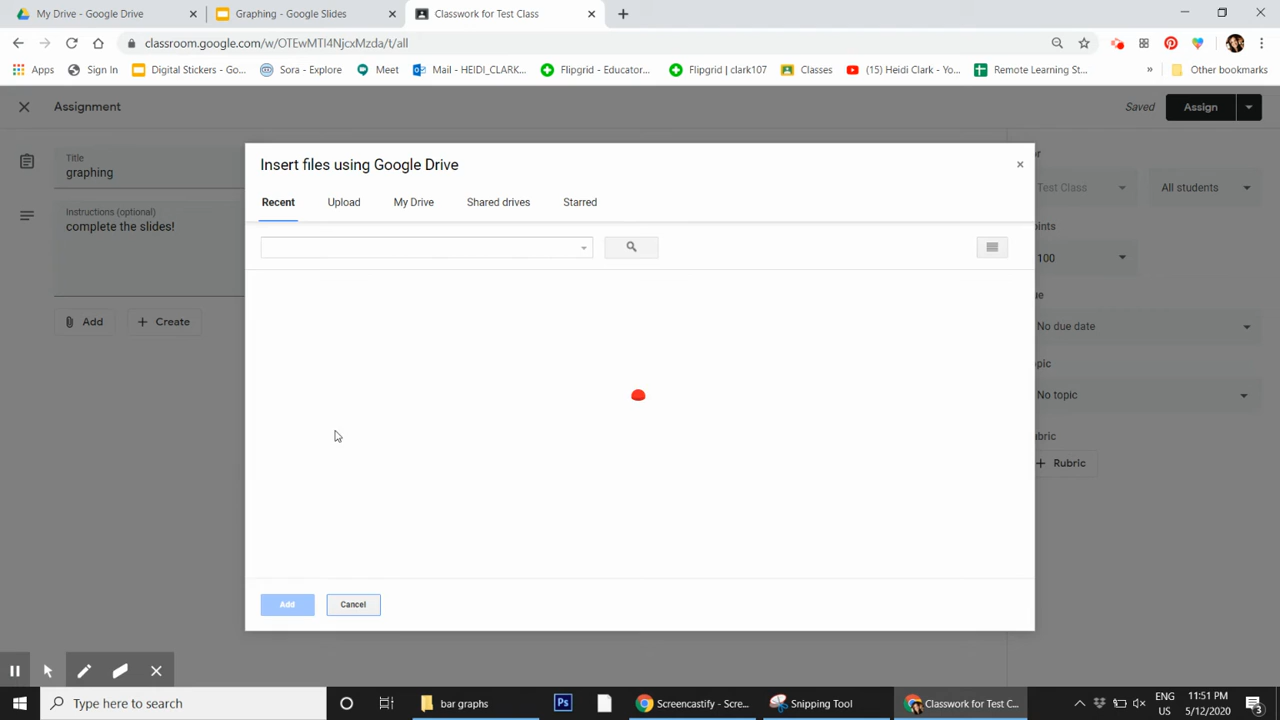 My Drive - Google Drive
Graphing - Google Slides
Classwork for Test Class
classroom.google.com/w/OTEwMTI4NjcxMzda/t/all
Apps
Sign In
Digital Stickers - Go...
Sora - Explore
Meet
Mail - HEIDI_CLARK...
Flipgrid - Educator...
Flipgrid | clark107
Classes
(15) Heidi Clark - Yo...
Remote Learning St...
»
Other bookmarks
Assignment
Saved
Assign
Title
graphing
Instructions (optional)
complete the slides!
Add
+ Create
Insert files using Google Drive
×
Recent
Upload
My Drive
Shared drives
Starred
Add
Cancel
or
Test Class
All students
oints
100
ue
No due date
opic
No topic
ubric
+ Rubric
Type here to search
bar graphs
Ps
Screencastify - Scre...
Snipping Tool
Classwork for Test C...
ENG
US
11:51 PM
5/12/2020
3